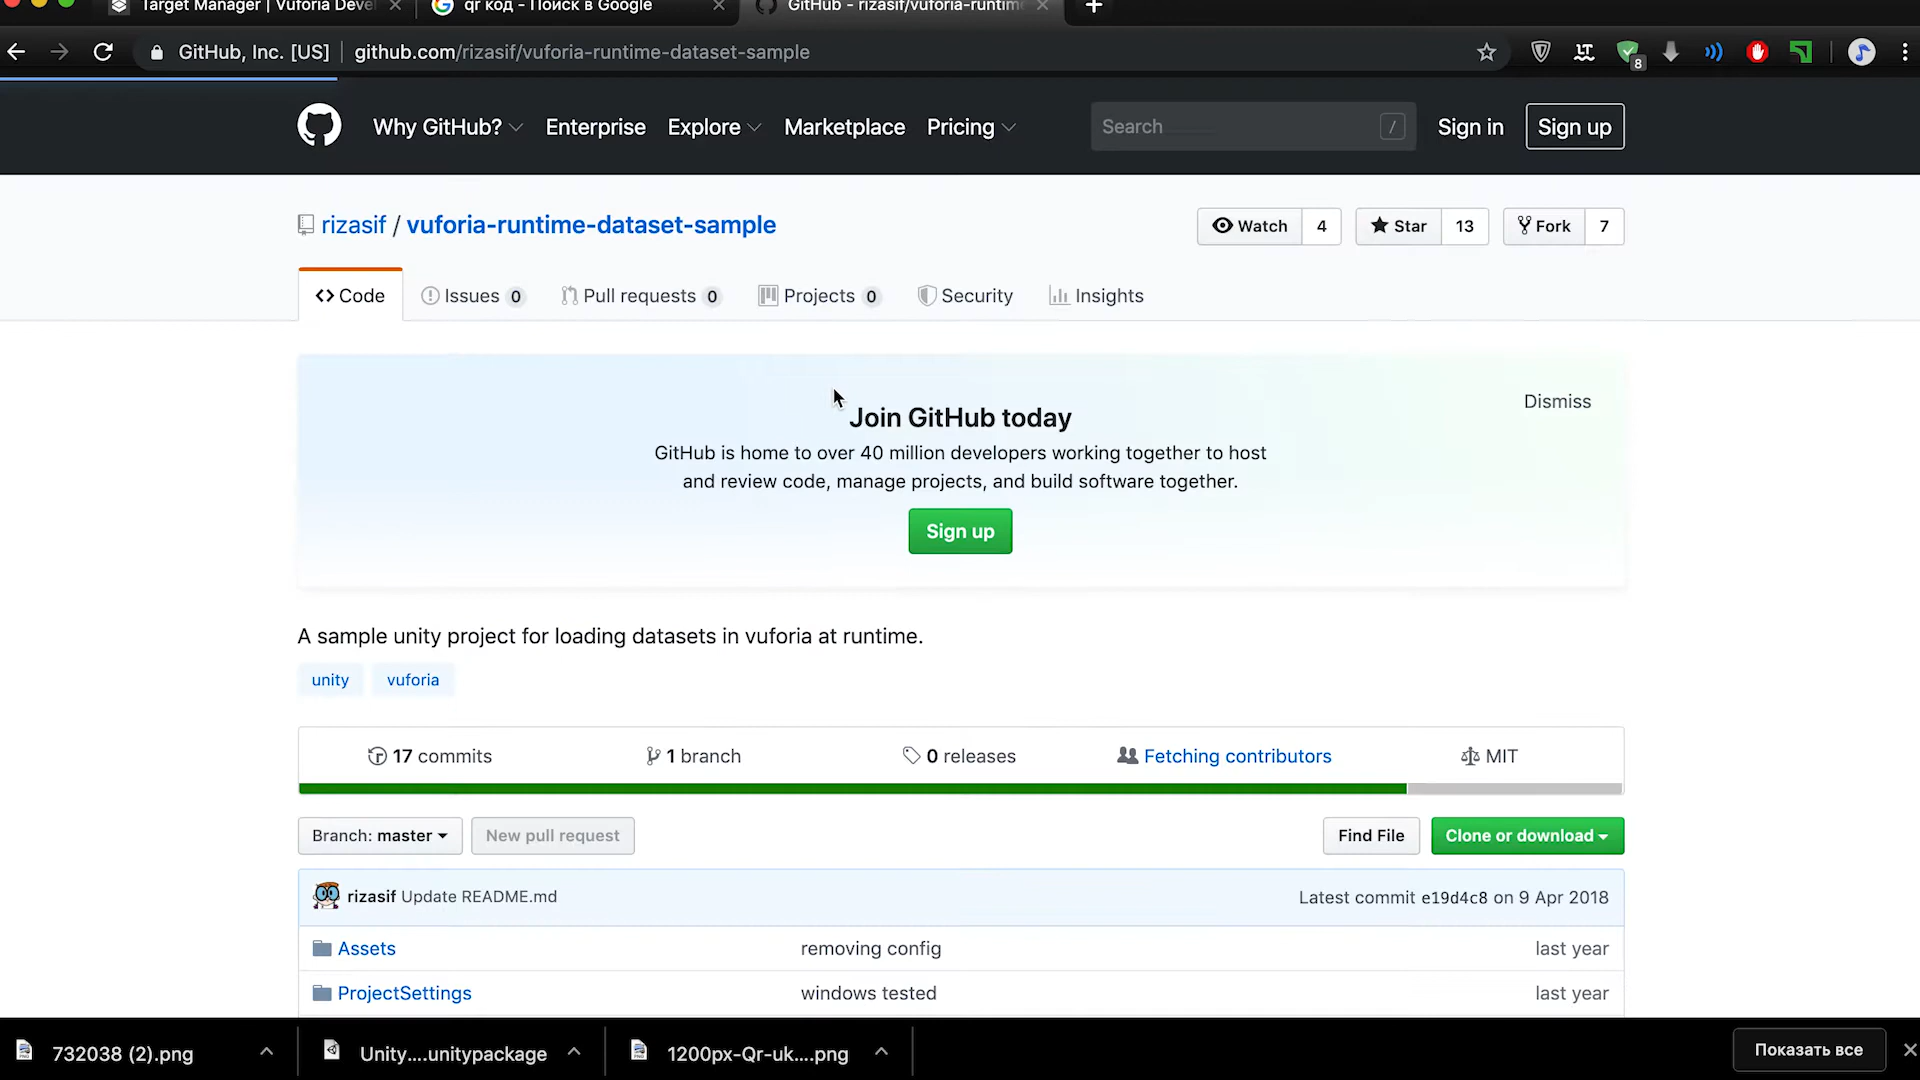 Target Manager | Vuforia Devel
qr код - Поиск в Google
GitHub - rizasif/vuforia-runtime
GitHub, Inc. [US]
github.com/rizasif/vuforia-runtime-dataset-sample
8
Why GitHub?
Enterprise
Explore
Marketplace
Pricing
Search
/
Sign in
Sign up
rizasif / vuforia-runtime-dataset-sample
Watch 4
Star 13
Fork 7
Code
Issues 0
Pull requests 0
Projects 0
Security
Insights
Join GitHub today
Dismiss
GitHub is home to over 40 million developers working together to host
and review code, manage projects, and build software together.
Sign up
A sample unity project for loading datasets in vuforia at runtime.
unity
vuforia
17 commits
1 branch
0 releases
Fetching contributors
MIT
Branch: master
New pull request
Find File
Clone or download
rizasif Update README.md
Latest commit e19d4c8 on 9 Apr 2018
Assets
removing config
last year
ProjectSettings
windows tested
last year
732038 (2).png
Unity....unitypackage
1200px-Qr-uk....png
Показать все